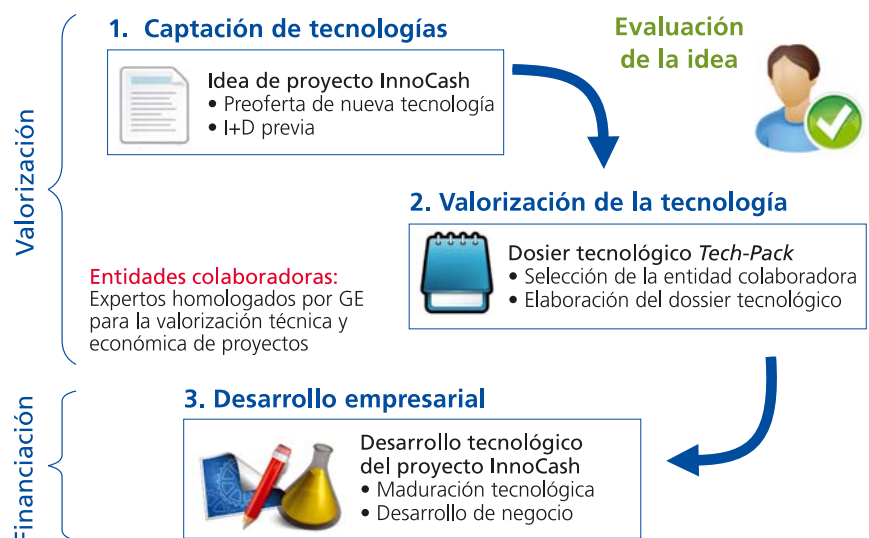 Valorización
1. Captación de tecnologías
Idea de proyecto InnoCash
• Preoferta de nueva tecnología
• I+D previa
Evaluación
de la idea
2. Valorización de la tecnología
Dosier tecnológico Tech-Pack
• Selección de la entidad colaboradora
• Elaboración del dossier tecnológico
Entidades colaboradoras:
Expertos homologados por GE
para la valorización técnica y
económica de proyectos
Financiación
3. Desarrollo empresarial
Desarrollo tecnológico
del proyecto InnoCash
• Maduración tecnológica
• Desarrollo de negocio